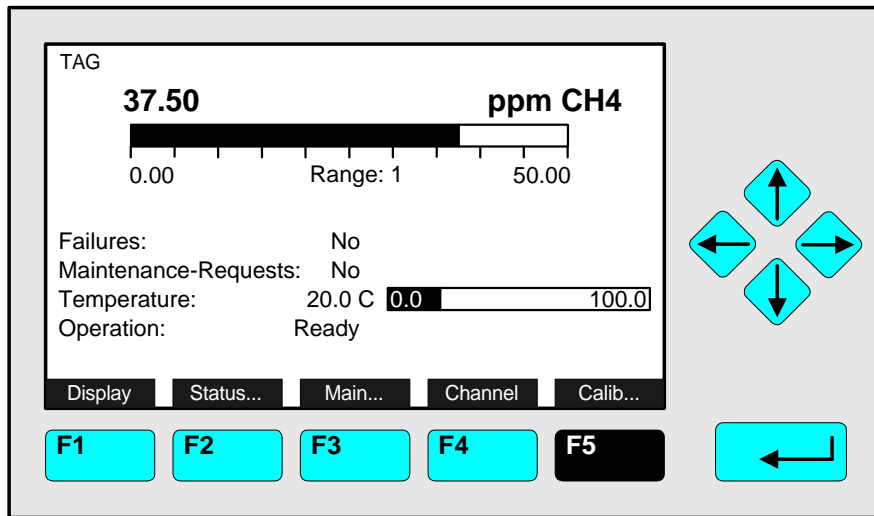 TAG
37.50 ppm CH4
0.00 Range: 1 50.00
Failures: No
Maintenance-Requests: No
Temperature: 20.0 C 0.0 100.0
Operation: Ready
Display Status... Main... Channel Calib...
F1 F2 F3 F4 F5